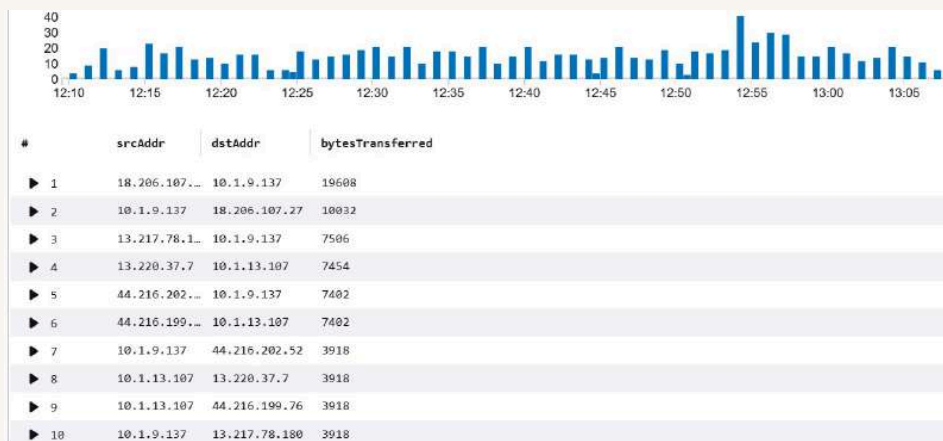 40
30
20
10
0
12:10 12:15 12:20 12:25 12:30 12:35 12:40 12:45 12:50 12:55 13:00 13:05
# srcAddr dstAddr bytesTransferred
▶ 1 18.206.107.… 10.1.9.137 19608
▶ 2 10.1.9.137 18.206.107.27 10032
▶ 3 13.217.78.1… 10.1.9.137 7506
▶ 4 13.220.37.7 10.1.13.107 7454
▶ 5 44.216.202.… 10.1.9.137 7402
▶ 6 44.216.199.… 10.1.13.107 7402
▶ 7 10.1.9.137 44.216.202.52 3918
▶ 8 10.1.13.107 13.220.37.7 3918
▶ 9 10.1.13.107 44.216.199.76 3918
▶ 10 10.1.9.137 13.217.78.180 3918